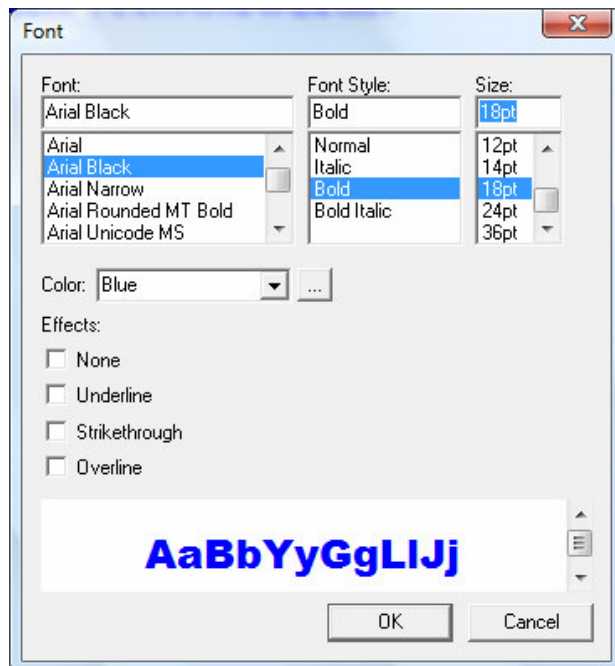 Font
Font: Font Style: Size:
Arial Black Bold 18pt
Arial Normal 12pt
Arial Black Italic 14pt
Arial Narrow Bold 18pt
Arial Rounded MT Bold Bold Italic 24pt
Arial Unicode MS 36pt
Color: Blue ...
Effects:
None
Underline
Strikethrough
Overline
AaBbYyGgLlJj
OK Cancel